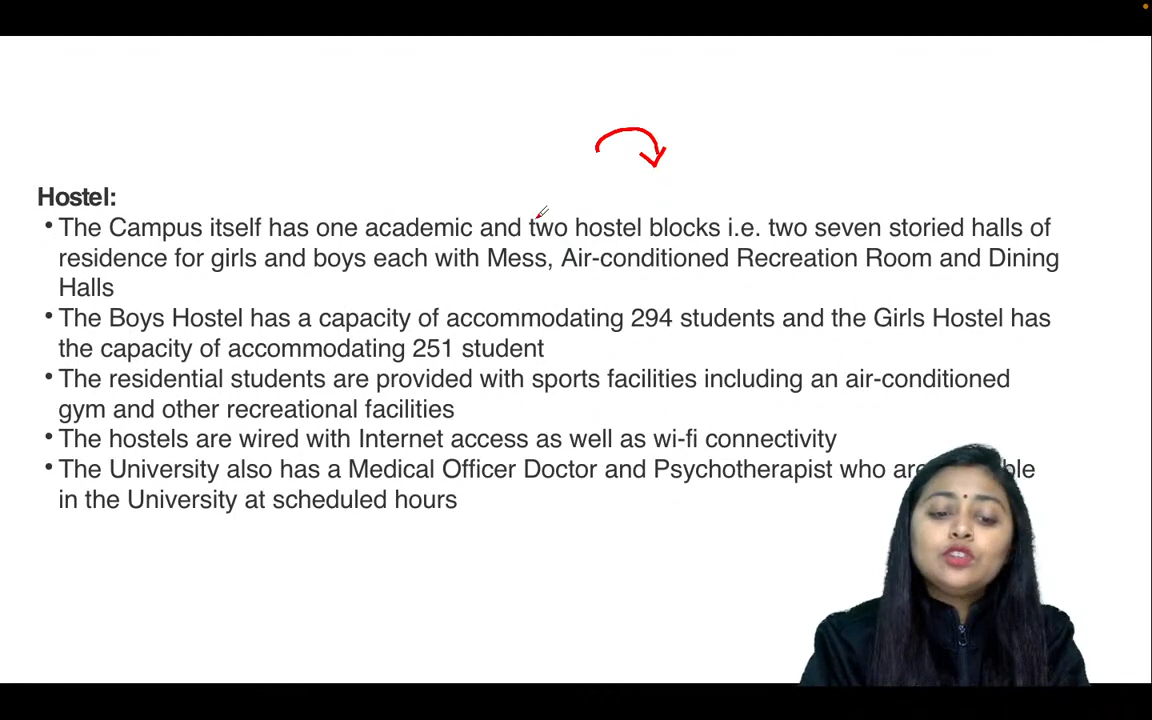 Hostel:
• The Campus itself has one academic and two hostel blocks i.e. two seven storied halls of
residence for girls and boys each with Mess, Air-conditioned Recreation Room and Dining
Halls
• The Boys Hostel has a capacity of accommodating 294 students and the Girls Hostel has
the capacity of accommodating 251 student
• The residential students are provided with sports facilities including an air-conditioned
gym and other recreational facilities
• The hostels are wired with Internet access as well as wi-fi connectivity
• The University also has a Medical Officer Doctor and Psychotherapist who
in the University at scheduled hours